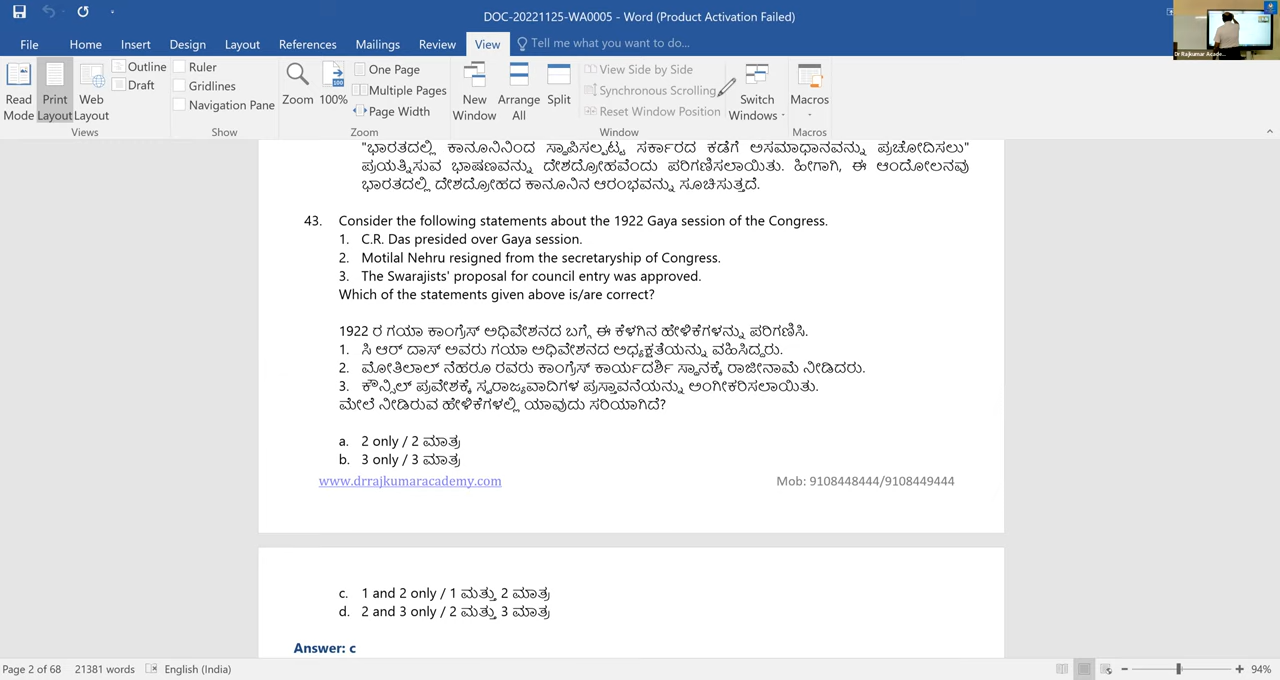 DOC-20221125-WA0005 - Word (Product Activation Failed)
File Home Insert Design Layout References Mailings Review View Tell me what you want to do...
Read Mode
Print Layout
Web Layout
Outline
Draft
Views
Ruler
Gridlines
Navigation Pane
Show
Zoom
100%
One Page
Multiple Pages
Page Width
Zoom
New Window
Arrange All
Split
View Side by Side
Synchronous Scrolling
Reset Window Position
Window
Switch Windows
Macros
Macros
Dr Rajkumar Acade...
"ಭಾರತದಲ್ಲಿ ಕಾನೂನಿನಿಂದ ಸ್ಥಾಪಿಸಲ್ಪಟ್ಟ ಸರ್ಕಾರದ ಕಡೆಗೆ ಅಸಮಾಧಾನವನ್ನು ಪ್ರಚೋದಿಸಲು"
ಪ್ರಯತ್ನಿಸುವ ಭಾಷಣವನ್ನು ದೇಶದ್ರೋಹವೆಂದು ಪರಿಗಣಿಸಲಾಯಿತು. ಹೀಗಾಗಿ, ಈ ಆಂದೋಲನವು
ಭಾರತದಲ್ಲಿ ದೇಶದ್ರೋಹದ ಕಾನೂನಿನ ಆರಂಭವನ್ನು ಸೂಚಿಸುತ್ತದೆ.
43. Consider the following statements about the 1922 Gaya session of the Congress.
1. C.R. Das presided over Gaya session.
2. Motilal Nehru resigned from the secretaryship of Congress.
3. The Swarajists' proposal for council entry was approved.
Which of the statements given above is/are correct?
1922 ರ ಗಯಾ ಕಾಂಗ್ರೆಸ್ ಅಧಿವೇಶನದ ಬಗ್ಗೆ ಈ ಕೆಳಗಿನ ಹೇಳಿಕೆಗಳನ್ನು ಪರಿಗಣಿಸಿ.
1. ಸಿ ಆರ್ ದಾಸ್ ಅವರು ಗಯಾ ಅಧಿವೇಶನದ ಅಧ್ಯಕ್ಷತೆಯನ್ನು ವಹಿಸಿದ್ದರು.
2. ಮೋತಿಲಾಲ್ ನೆಹರೂ ರವರು ಕಾಂಗ್ರೆಸ್ ಕಾರ್ಯದರ್ಶಿ ಸ್ಥಾನಕ್ಕೆ ರಾಜೀನಾಮೆ ನೀಡಿದರು.
3. ಕೌನ್ಸಿಲ್ ಪ್ರವೇಶಕ್ಕೆ ಸ್ವರಾಜ್ಯವಾದಿಗಳ ಪ್ರಸ್ತಾವನೆಯನ್ನು ಅಂಗೀಕರಿಸಲಾಯಿತು.
ಮೇಲೆ ನೀಡಿರುವ ಹೇಳಿಕೆಗಳಲ್ಲಿ ಯಾವುದು ಸರಿಯಾಗಿದೆ?
a. 2 only / 2 ಮಾತ್ರ
b. 3 only / 3 ಮಾತ್ರ
www.drrajkumaracademy.com Mob: 9108448444/9108449444
c. 1 and 2 only / 1 ಮತ್ತು 2 ಮಾತ್ರ
d. 2 and 3 only / 2 ಮತ್ತು 3 ಮಾತ್ರ
Answer: c
Page 2 of 68 21381 words English (India) 94%